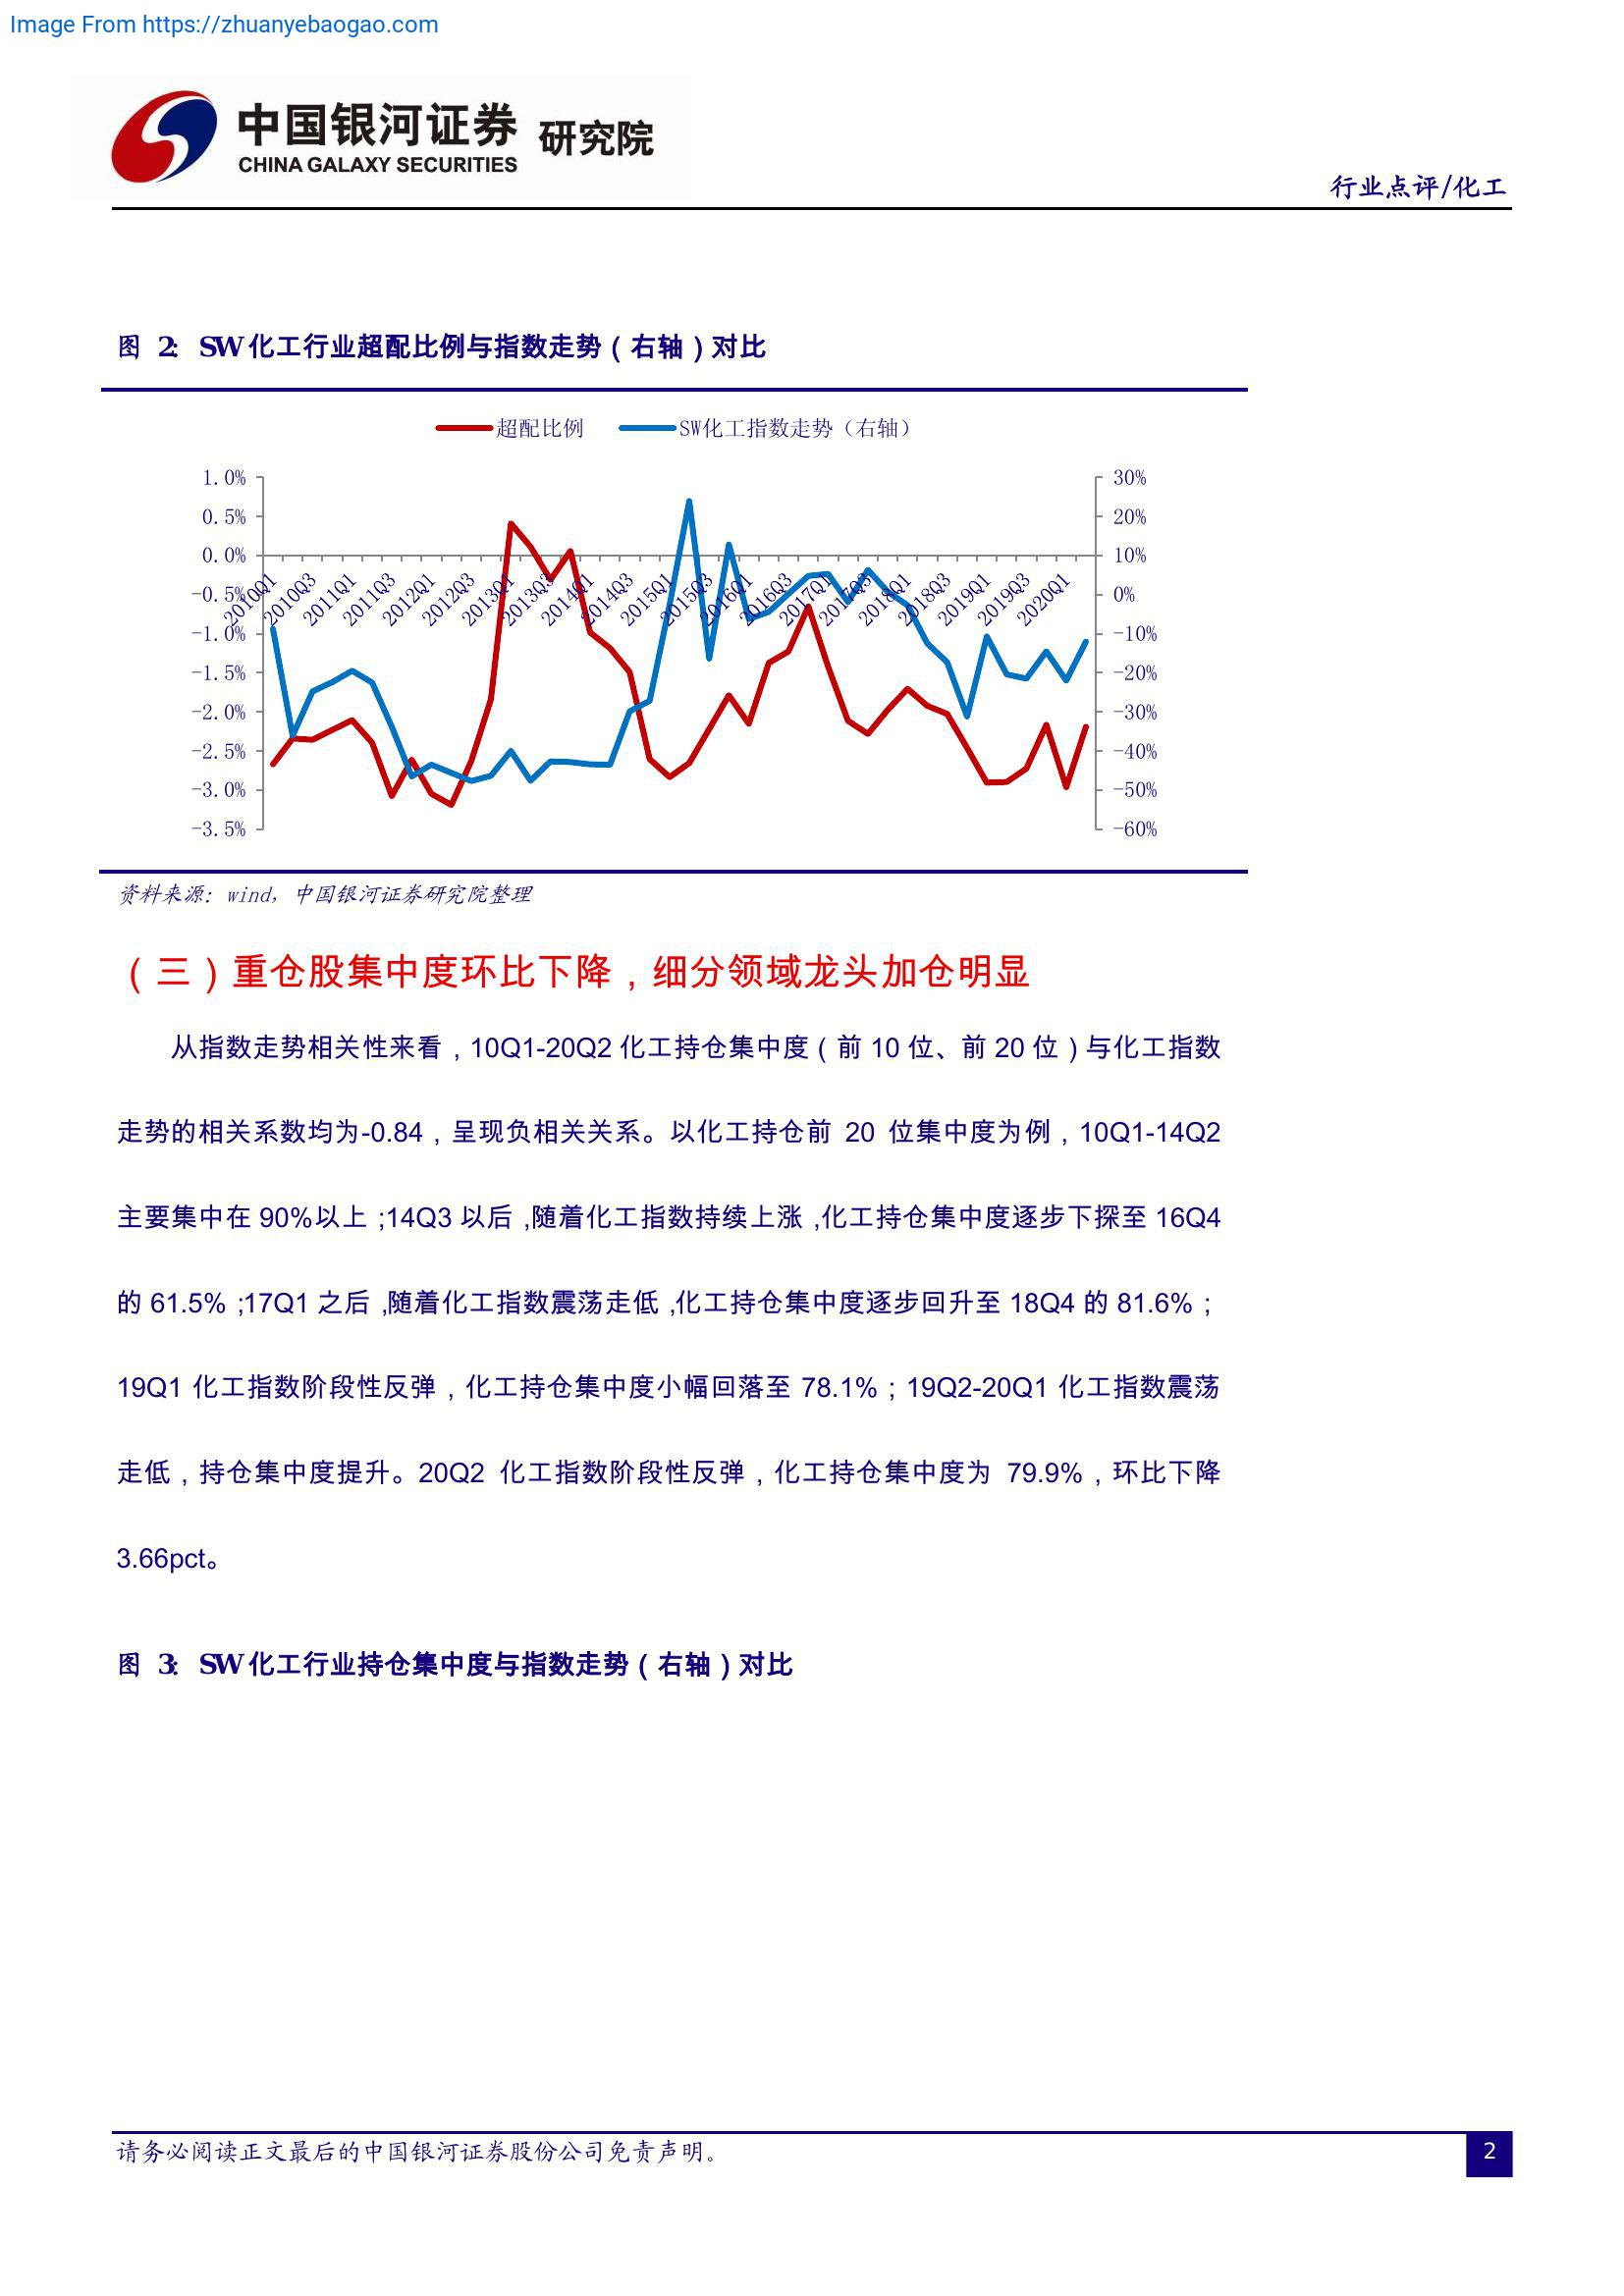 Image From https://zhuanyebaogao.com
中国银河证券 研究院
CHINA GALAXY SECURITIES
行业点评/化工
图 2: SW 化工行业超配比例与指数走势（右轴）对比
超配比例 SW化工指数走势（右轴）
1.0% 30%
0.5% 20%
0.0% 10%
-0.5% 0%
-1.0% -10%
-1.5% -20%
-2.0% -30%
-2.5% -40%
-3.0% -50%
-3.5% -60%
2010Q1 2010Q3 2011Q1 2011Q3 2012Q1 2012Q3 2013Q1 2013Q3 2014Q1 2014Q3 2015Q1 2015Q3 2016Q1 2016Q3 2017Q1 2017Q3 2018Q1 2018Q3 2019Q1 2019Q3 2020Q1
资料来源：wind，中国银河证券研究院整理
（三）重仓股集中度环比下降，细分领域龙头加仓明显
从指数走势相关性来看，10Q1-20Q2 化工持仓集中度（前 10 位、前 20 位）与化工指数
走势的相关系数均为-0.84，呈现负相关关系。以化工持仓前 20 位集中度为例，10Q1-14Q2
主要集中在 90%以上；14Q3 以后，随着化工指数持续上涨，化工持仓集中度逐步下探至 16Q4
的 61.5%；17Q1 之后，随着化工指数震荡走低，化工持仓集中度逐步回升至 18Q4 的 81.6%；
19Q1 化工指数阶段性反弹，化工持仓集中度小幅回落至 78.1%；19Q2-20Q1 化工指数震荡
走低，持仓集中度提升。20Q2 化工指数阶段性反弹，化工持仓集中度为 79.9%，环比下降
3.66pct。
图 3: SW 化工行业持仓集中度与指数走势（右轴）对比
请务必阅读正文最后的中国银河证券股份公司免责声明。
2